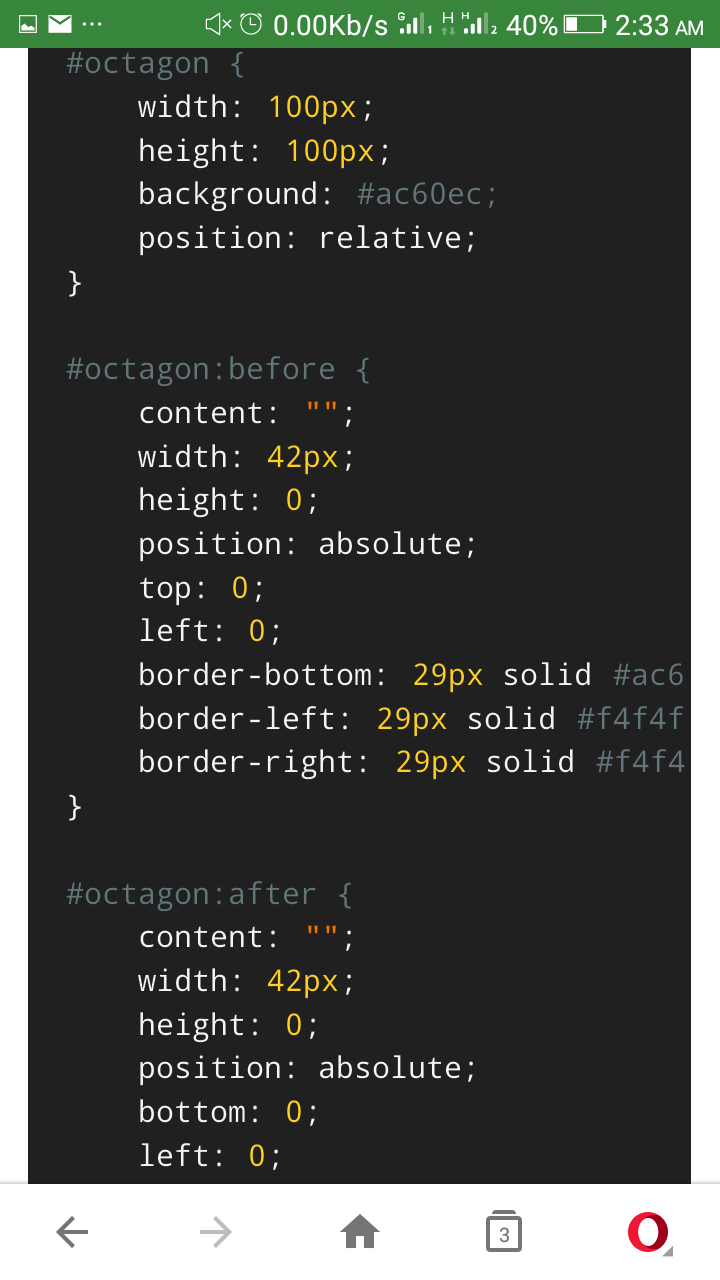 0.00Kb/s G 1 H H 2 40% 2:33 AM
#octagon {
width: 100px;
height: 100px;
background: #ac60ec;
position: relative;
}
#octagon:before {
content: "";
width: 42px;
height: 0;
position: absolute;
top: 0;
left: 0;
border-bottom: 29px solid #ac6
border-left: 29px solid #f4f4f
border-right: 29px solid #f4f4
}
#octagon:after {
content: "";
width: 42px;
height: 0;
position: absolute;
bottom: 0;
left: 0;
3